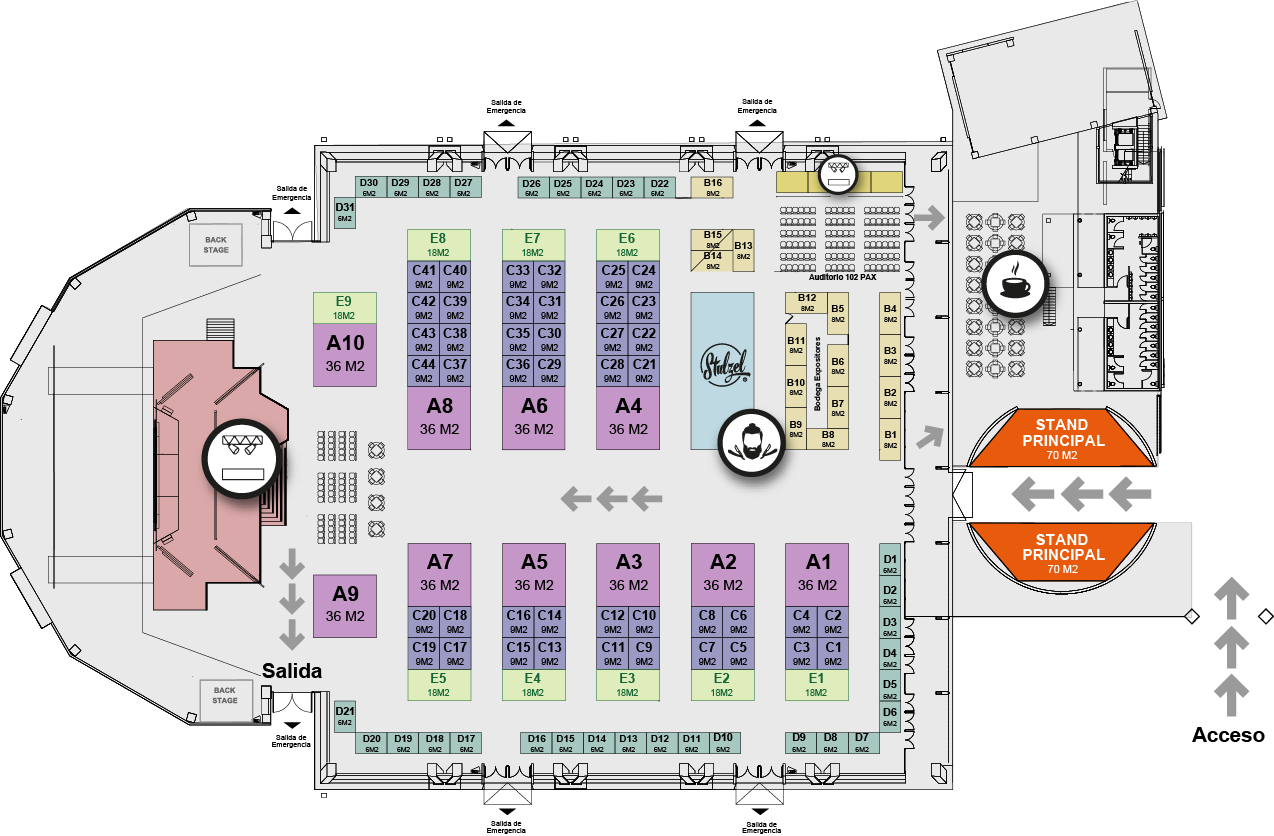 Salida de
Emergencia
Salida de
Emergencia
Salida de
Emergencia
BACK
STAGE
D31
6M2
D30
6M2
D29
6M2
D28
6M2
D27
6M2
D26
6M2
D25
6M2
D24
6M2
D23
6M2
D22
6M2
B16
8M2
E8
18M2
E7
18M2
E6
18M2
B15
8M2
B14
8M2
B13
8M2
Auditorio 102 PAX
C41
9M2
C40
9M2
C33
9M2
C32
9M2
C25
9M2
C24
9M2
E9
18M2
C42
9M2
C39
9M2
C34
9M2
C31
9M2
C26
9M2
C23
9M2
A10
36 M2
C43
9M2
C38
9M2
C35
9M2
C30
9M2
C27
9M2
C22
9M2
C44
9M2
C37
9M2
C36
9M2
C29
9M2
C28
9M2
C21
9M2
A8
36 M2
A6
36 M2
A4
36 M2
Stulzel
B12
8M2
B5
8M2
B4
8M2
B11
8M2
B6
8M2
B3
8M2
B10
8M2
B7
8M2
B2
8M2
B9
8M2
B8
8M2
B1
8M2
Bodega Expositores
STAND
PRINCIPAL
70 M2
STAND
PRINCIPAL
70 M2
A7
36 M2
A5
36 M2
A3
36 M2
A2
36 M2
A1
36 M2
A9
36 M2
C20
9M2
C18
9M2
C16
9M2
C14
9M2
C12
9M2
C10
9M2
C8
9M2
C6
9M2
C4
9M2
C2
9M2
C19
9M2
C17
9M2
C15
9M2
C13
9M2
C11
9M2
C9
9M2
C7
9M2
C5
9M2
C3
9M2
C1
9M2
E5
18M2
E4
18M2
E3
18M2
E2
18M2
E1
18M2
D1
6M2
D2
6M2
D3
6M2
D4
6M2
D5
6M2
D6
6M2
Salida
BACK
STAGE
Salida de
Emergencia
D21
6M2
D20
6M2
D19
6M2
D18
6M2
D17
6M2
D16
6M2
D15
6M2
D14
6M2
D13
6M2
D12
6M2
D11
6M2
D10
6M2
D9
6M2
D8
6M2
D7
6M2
Acceso
Salida de
Emergencia
Salida de
Emergencia